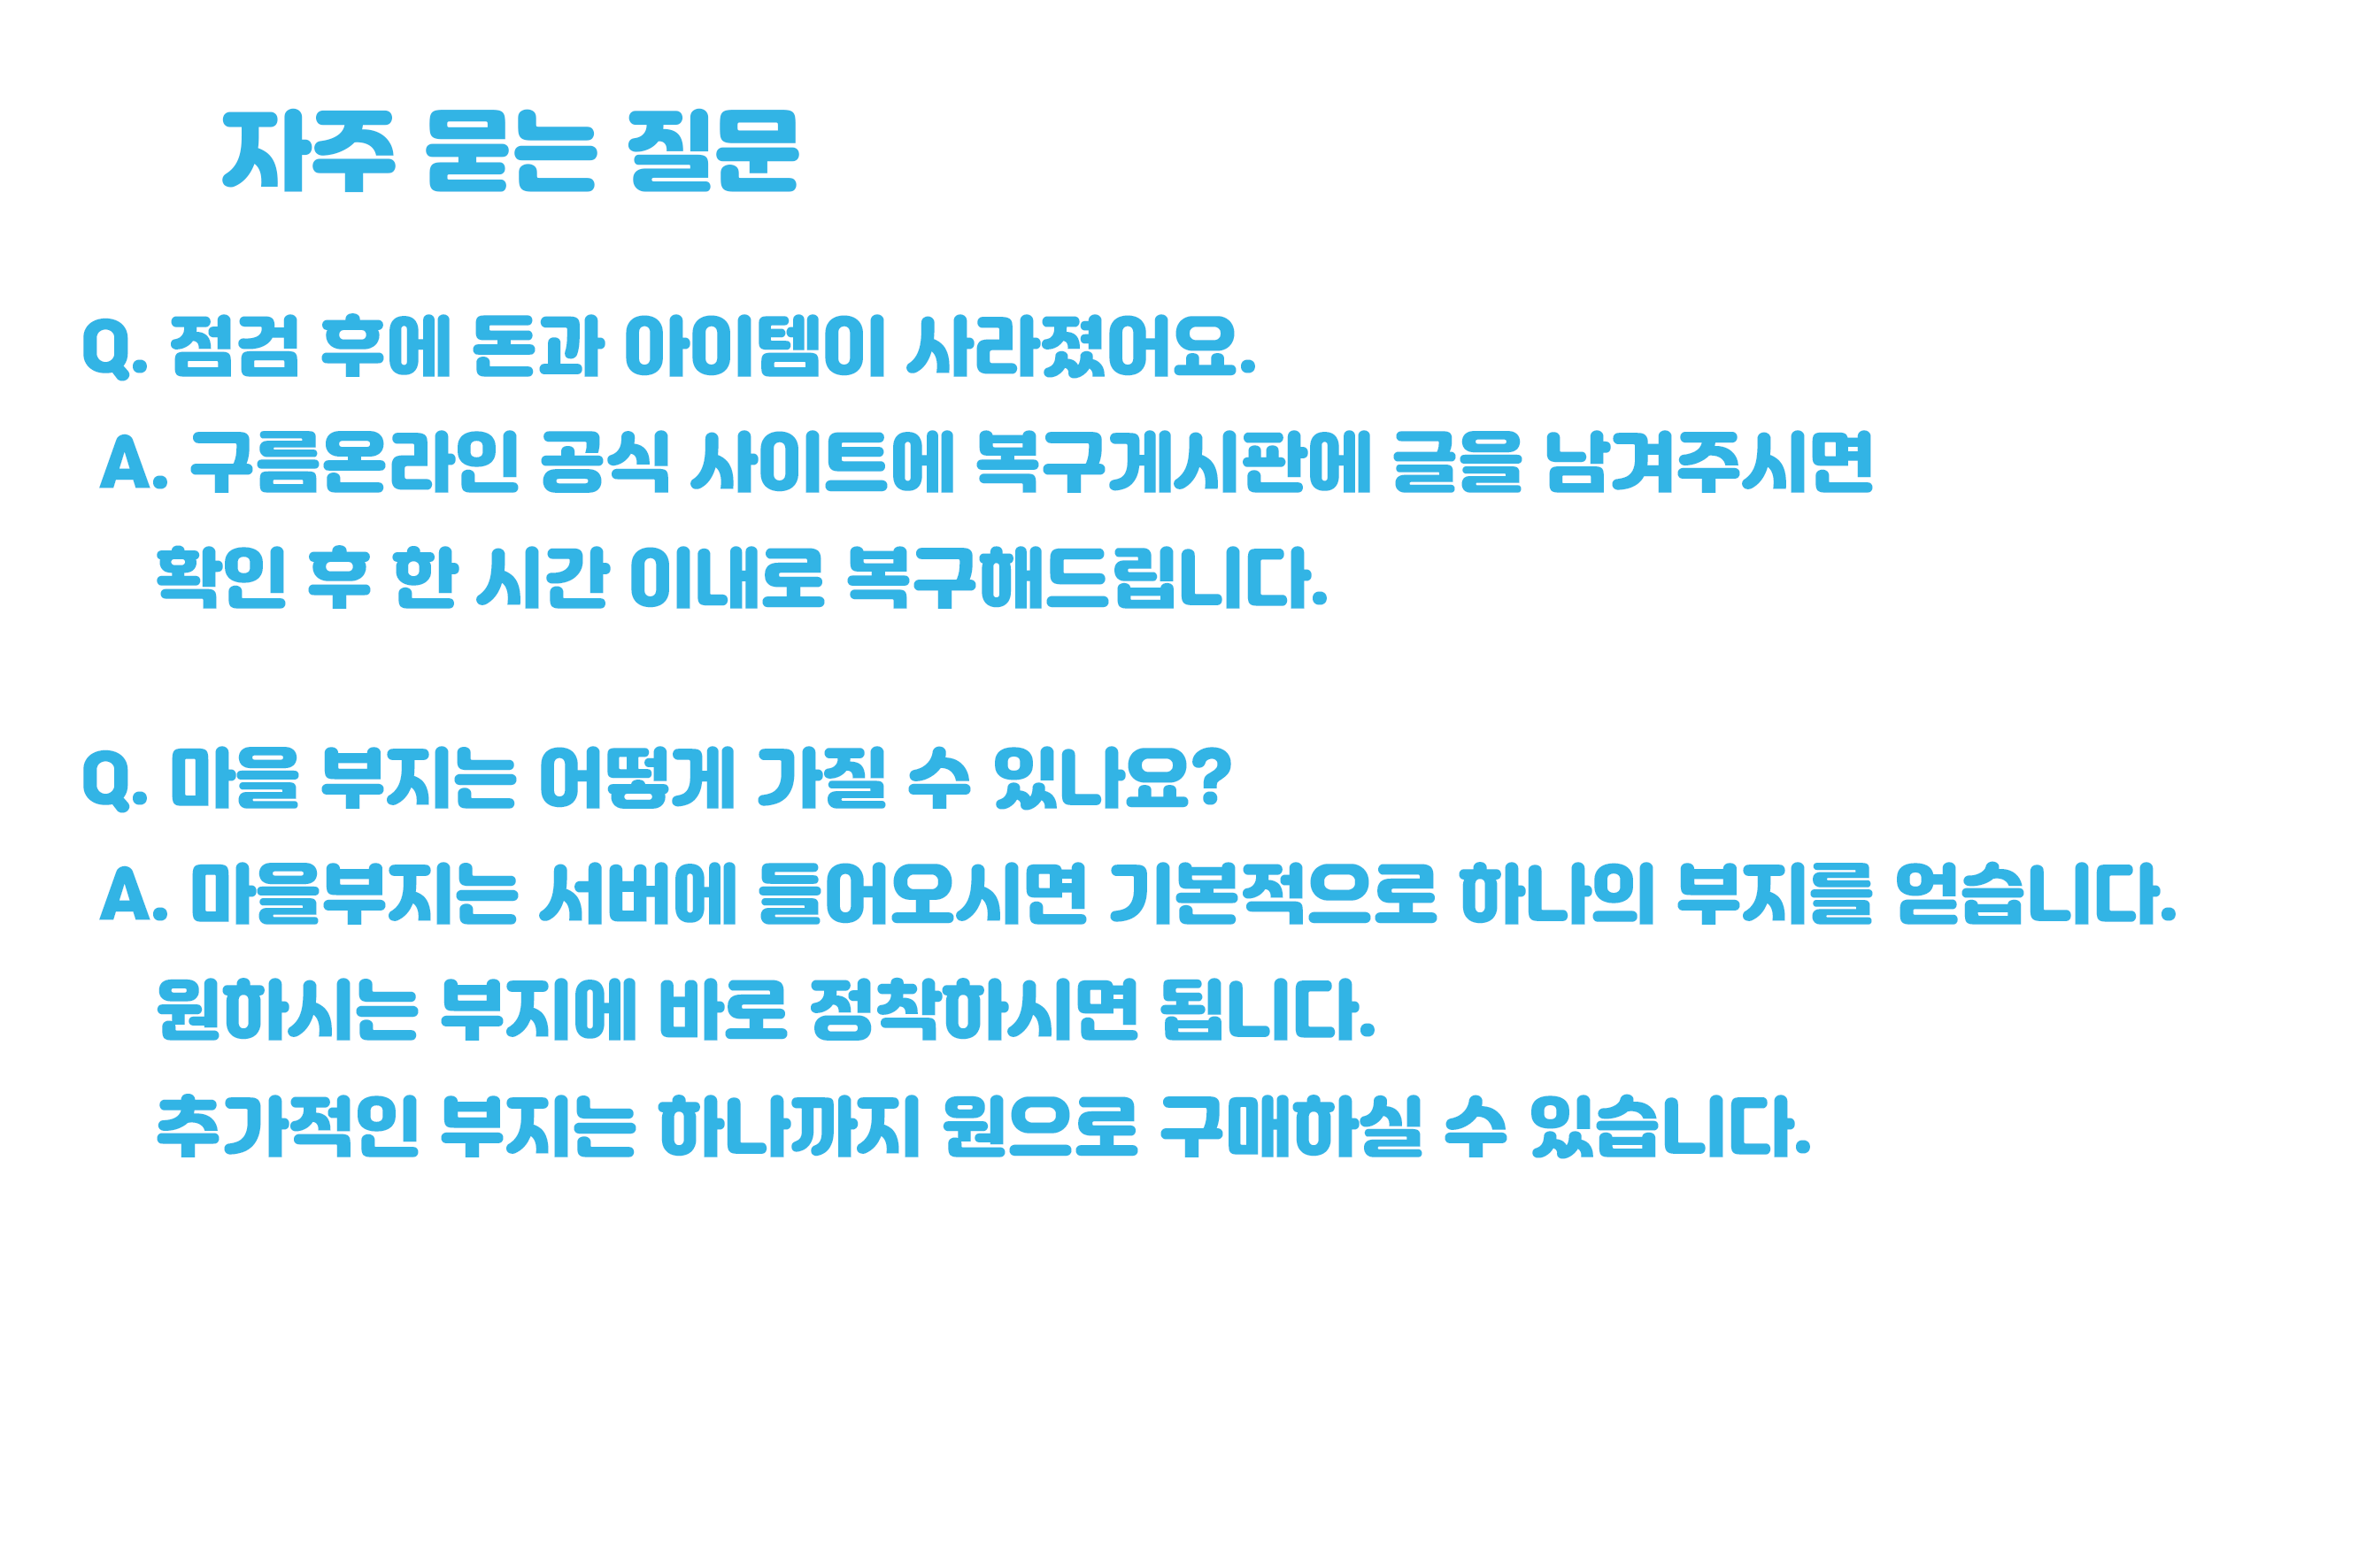 자주 묻는 질문
Q. 점검 후에 돈과 아이템이 사라졌어요.
A. 구름온라인 홍식 사이트에 복구게시판에 글을 남겨주시면
확인 후 한 시간 이내로 복구해드립니다.
Q. 마을 부지는 어떻게 가질 수 있나요?
A. 마을부지는 서버에 들어오시면 기본적으로 하나의 부지를 얻습니다.
원하시는 부지에 바로 정착하시면 됩니다.
추가적인 부지는 하나까지 원으로 구매하실 수 있습니다.